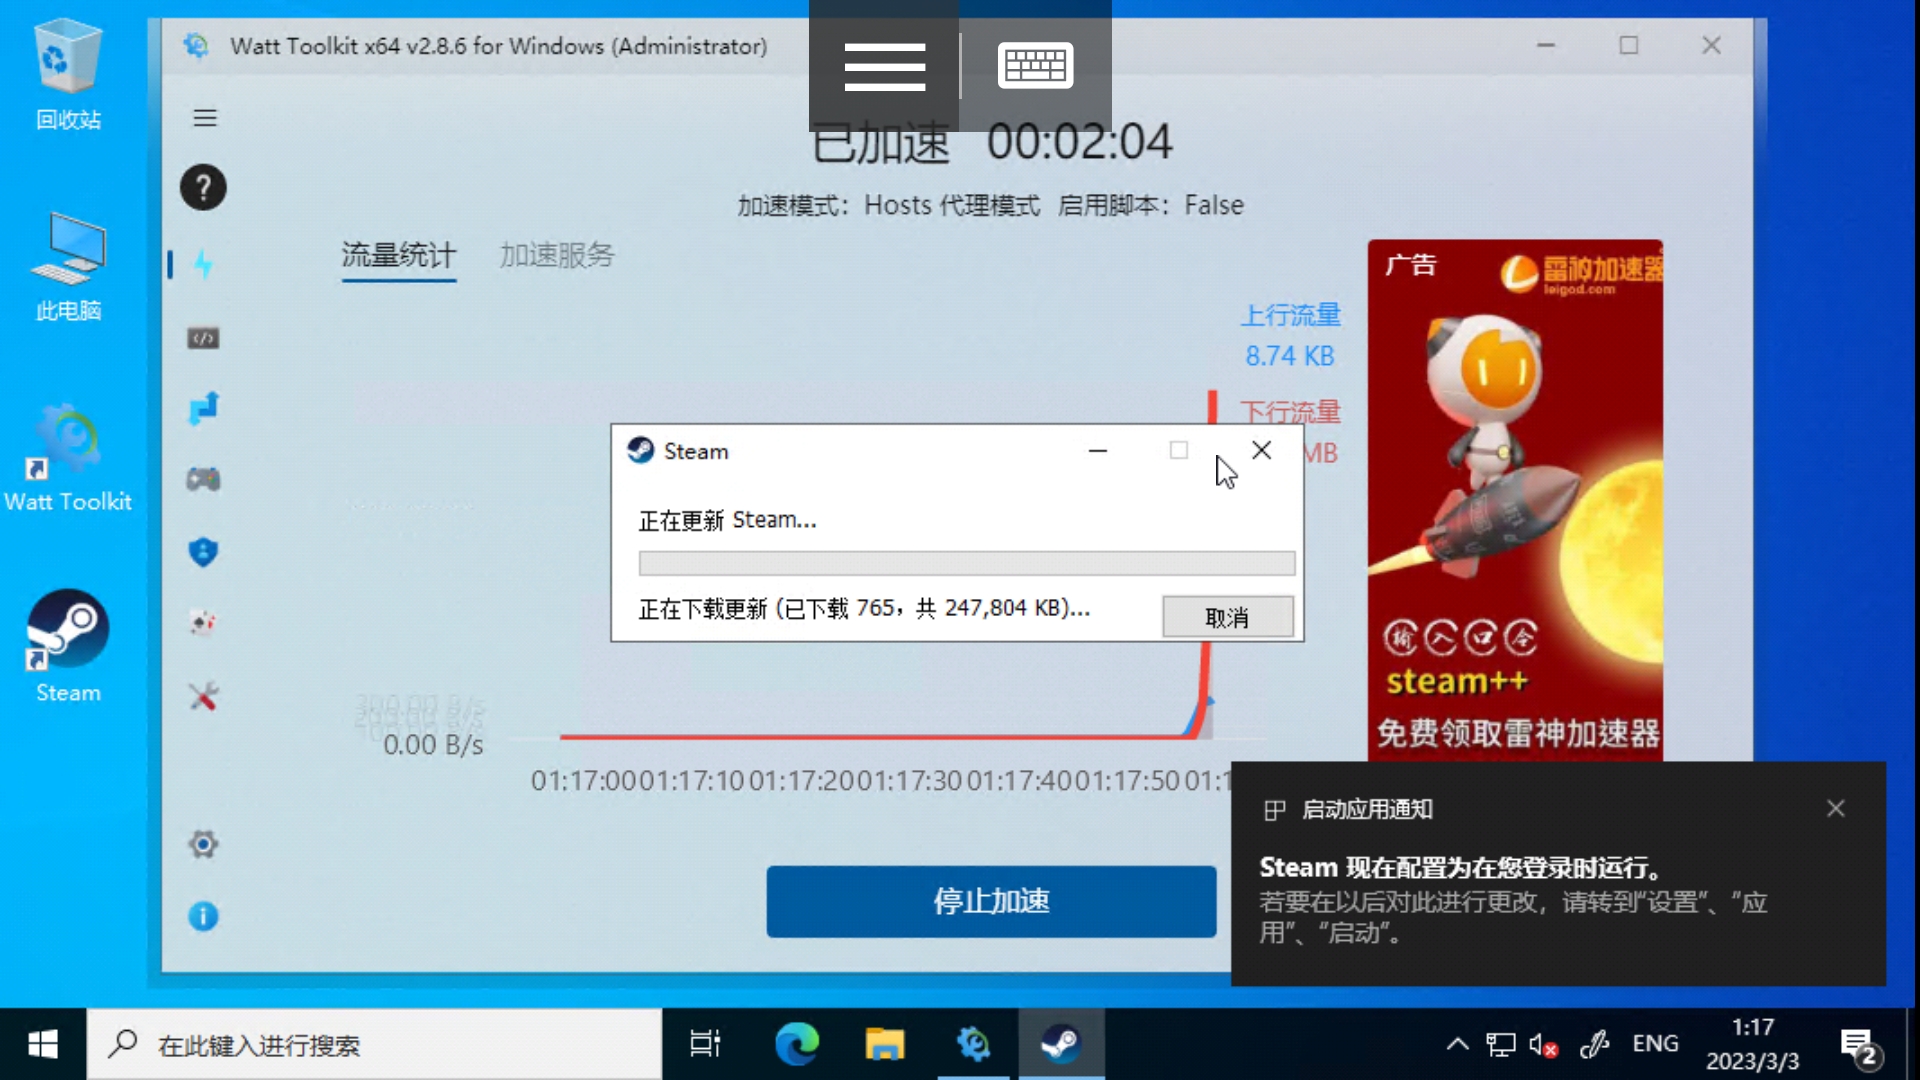 回收站
此电脑
Watt Toolkit
Steam
Watt Toolkit x64 v2.8.6 for Windows (Administrator)
已加速 00:02:04
加速模式：Hosts 代理模式 启用脚本：False
流量统计 加速服务
上行流量
8.74 KB
下行流量
MB
0.00 B/s
01:17:00 01:17:10 01:17:20 01:17:30 01:17:40 01:17:50 01:1
停止加速
广告
雷神加速器
leigod.com
输入口令
steam++
免费领取雷神加速器
Steam
正在更新 Steam...
正在下载更新 (已下载 765，共 247,804 KB)...
取消
启动应用通知
Steam 现在配置为在您登录时运行。
若要在以后对此进行更改，请转到“设置”、“应
用”、“启动”。
在此键入进行搜索
ENG
1:17
2023/3/3
2